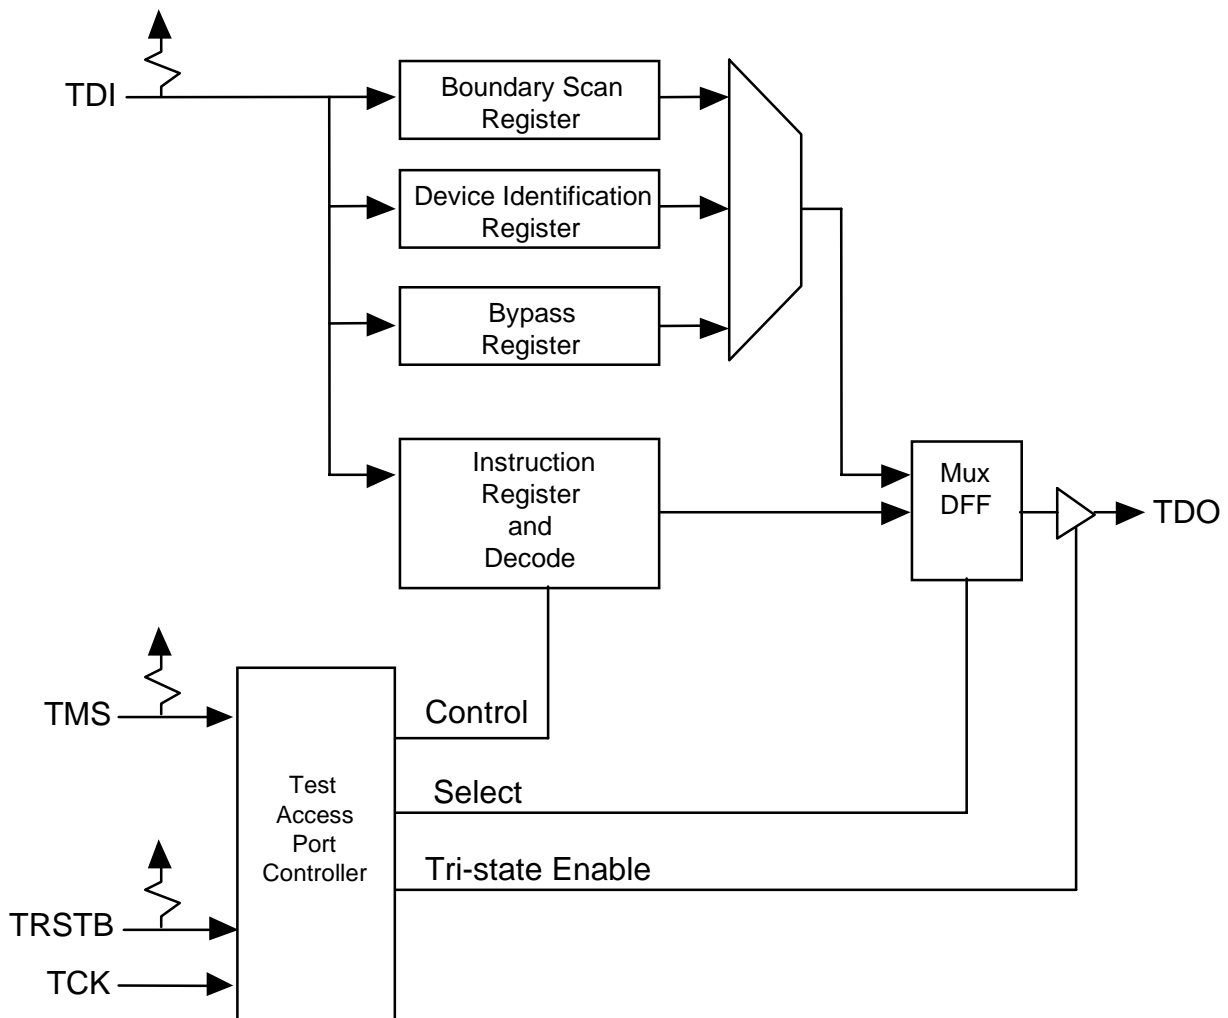 TDI
Boundary Scan
Register
Device Identification
Register
Bypass
Register
Instruction
Register
and
Decode
Mux
DFF
TDO
TMS
Control
Test
Access
Port
Controller
Select
Tri-state Enable
TRSTB
TCK